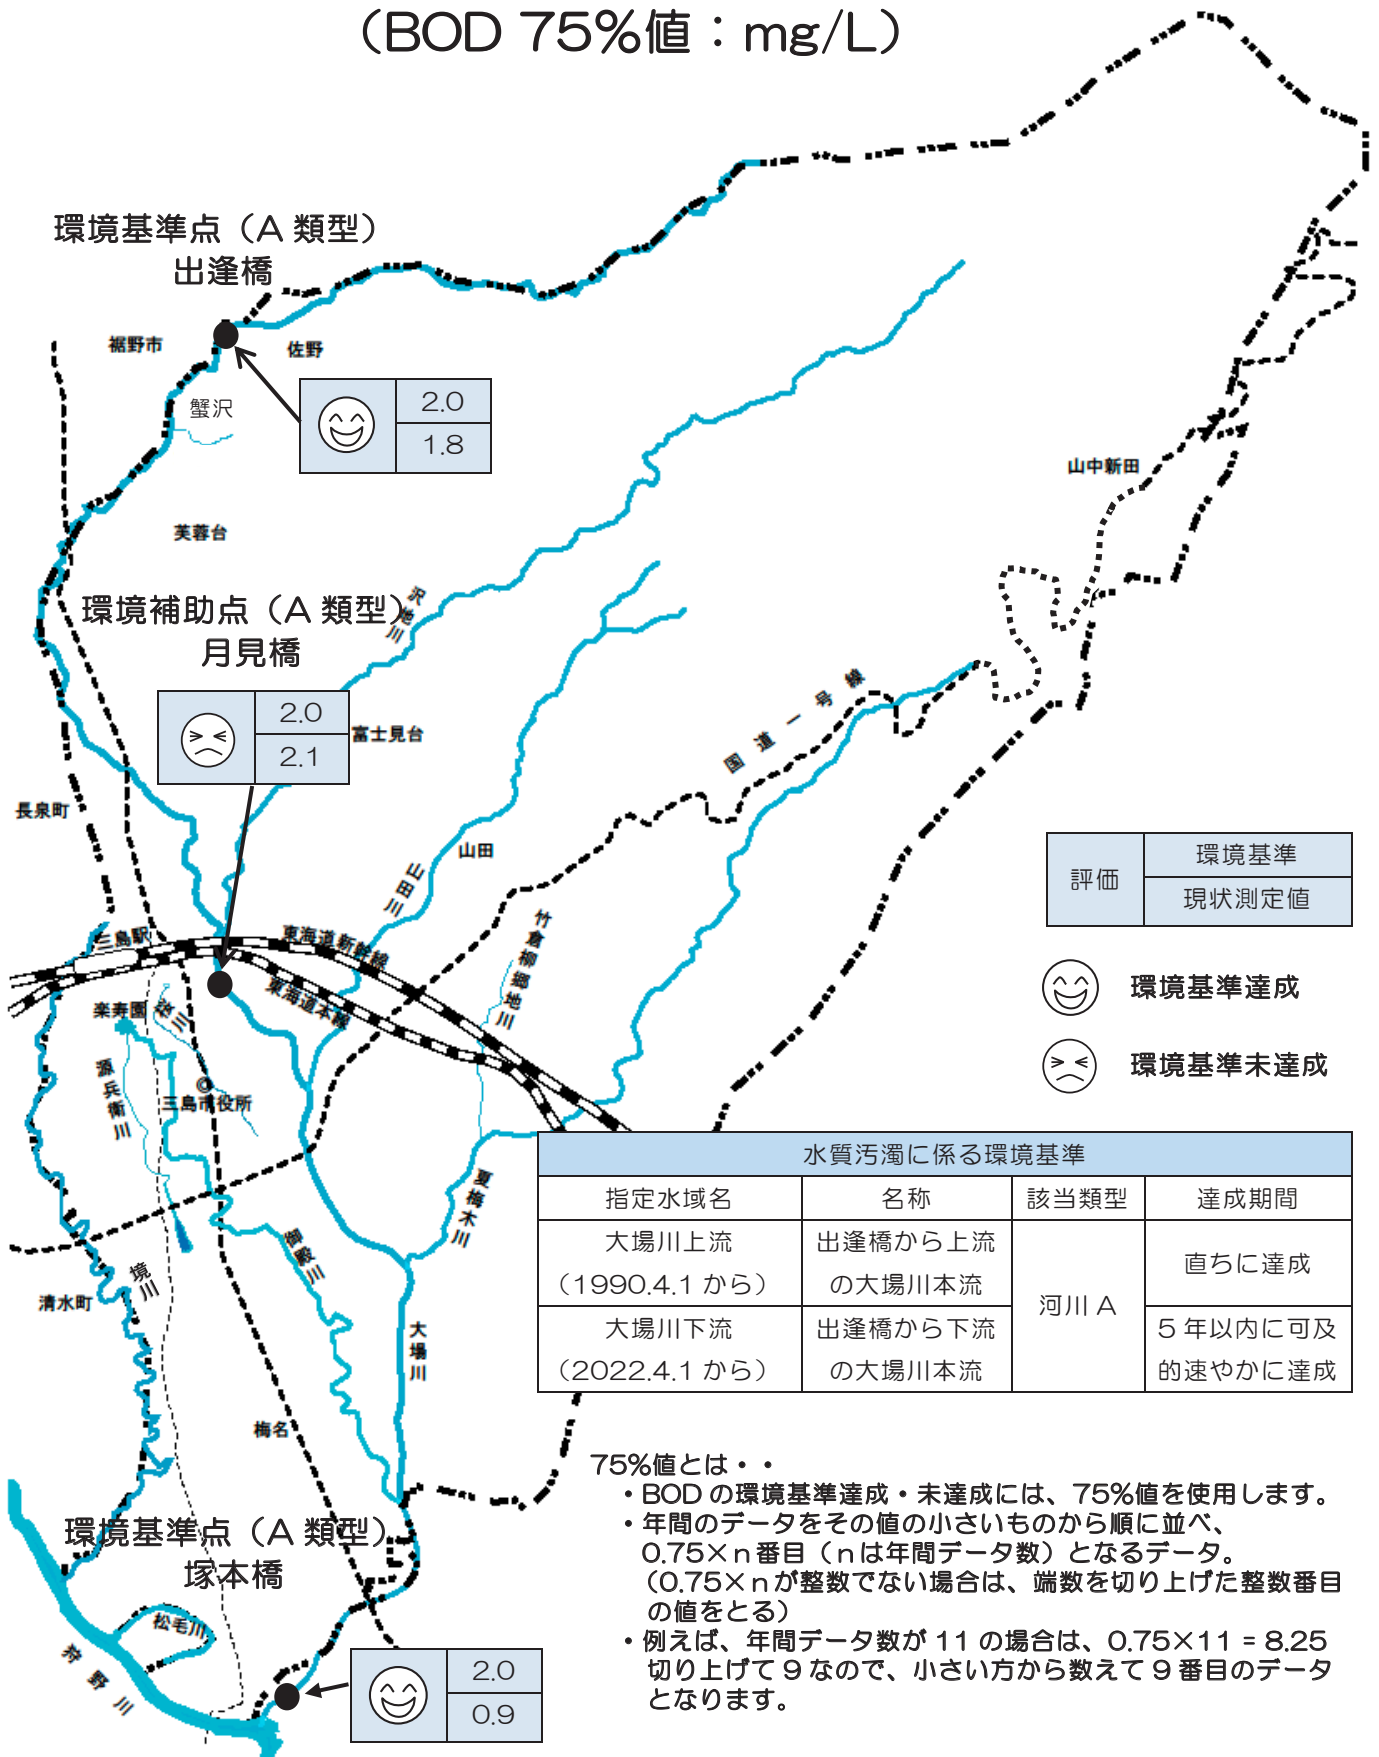 （BOD 75%値：mg/L）
環境基準点（A 類型）
出逢橋
裾野市
佐野
2.0
1.8
蟹沢
山中新田
芙蓉台
沢地川
環境補助点（A 類型）
月見橋
2.0
2.1
富士見台
国道一号線
長泉町
山田
山田川
竹倉柳郷地川
評価
環境基準
現状測定値
三島駅
東海道新幹線
東海道本線
環境基準達成
楽寿園
桜川
源兵衛川
三島市役所
環境基準未達成
水質汚濁に係る環境基準
指定水域名 名称 該当類型 達成期間
大場川上流
（1990.4.1 から）
出逢橋から上流
の大場川本流
河川 A
直ちに達成
大場川下流
（2022.4.1 から）
出逢橋から下流
の大場川本流
5 年以内に可及
的速やかに達成
夏梅木川
御殿川
境川
清水町
大場川
梅名
75%値とは・・
・BOD の環境基準達成・未達成には、75%値を使用します。
・年間のデータをその値の小さいものから順に並べ、
0.75×n 番目（n は年間データ数）となるデータ。
（0.75×n が整数でない場合は、端数を切り上げた整数番目
の値をとる）
・例えば、年間データ数が 11 の場合は、0.75×11 = 8.25
切り上げて 9 なので、小さい方から数えて 9 番目のデータ
となります。
環境基準点（A 類型）
塚本橋
松毛川
狩野川
2.0
0.9